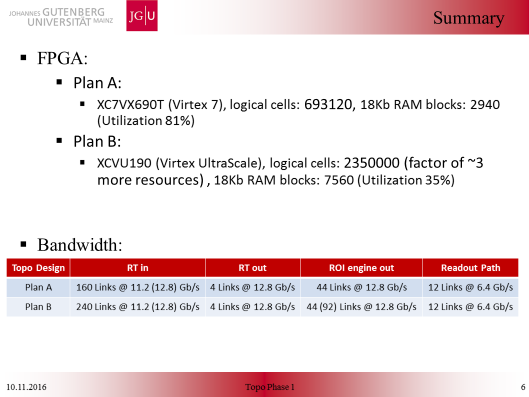 JOHANNES GUTENBERG
UNIVERSITÄT MAINZ
JG|U
Summary
▪ FPGA:
▪ Plan A:
▪ XC7VX690T (Virtex 7), logical cells: 693120, 18Kb RAM blocks: 2940
(Utilization 81%)
▪ Plan B:
▪ XCVU190 (Virtex UltraScale), logical cells: 2350000 (factor of ~3
more resources) , 18Kb RAM blocks: 7560 (Utilization 35%)
▪ Bandwidth:
Topo Design RT in RT out ROI engine out Readout Path
Plan A 160 Links @ 11.2 (12.8) Gb/s 4 Links @ 12.8 Gb/s 44 Links @ 12.8 Gb/s 12 Links @ 6.4 Gb/s
Plan B 240 Links @ 11.2 (12.8) Gb/s 4 Links @ 12.8 Gb/s 44 (92) Links @ 12.8 Gb/s 12 Links @ 6.4 Gb/s
10.11.2016 Topo Phase 1 6